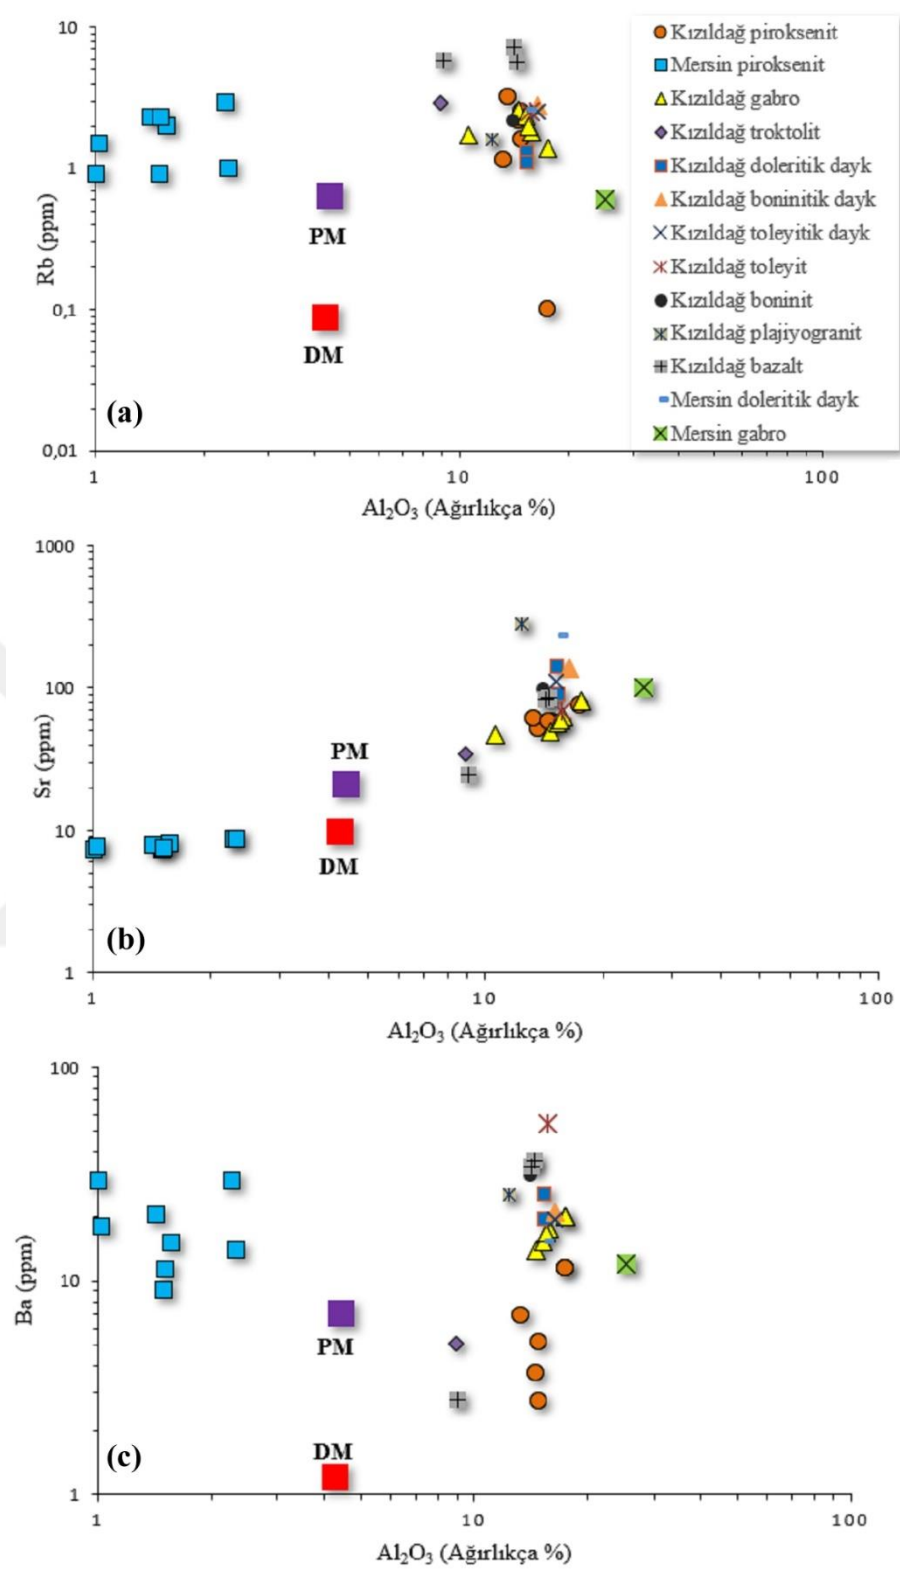 10
1
0,1
0,01
Rb (ppm)
PM
DM
(a)
1
10
100
Al₂O₃ (Ağırlıkça %)
Kızıldağ piroksenit
Mersin piroksenit
Kızıldağ gabro
Kızıldağ troktolit
Kızıldağ doleritik dayk
Kızıldağ boninitik dayk
Kızıldağ toleyitik dayk
Kızıldağ toleyit
Kızıldağ boninit
Kızıldağ plajiyogranit
Kızıldağ bazalt
Mersin doleritik dayk
Mersin gabro
1000
100
10
1
Sr (ppm)
PM
DM
(b)
1
10
100
Al₂O₃ (Ağırlıkça %)
100
10
1
Ba (ppm)
PM
DM
(c)
1
10
100
Al₂O₃ (Ağırlıkça %)